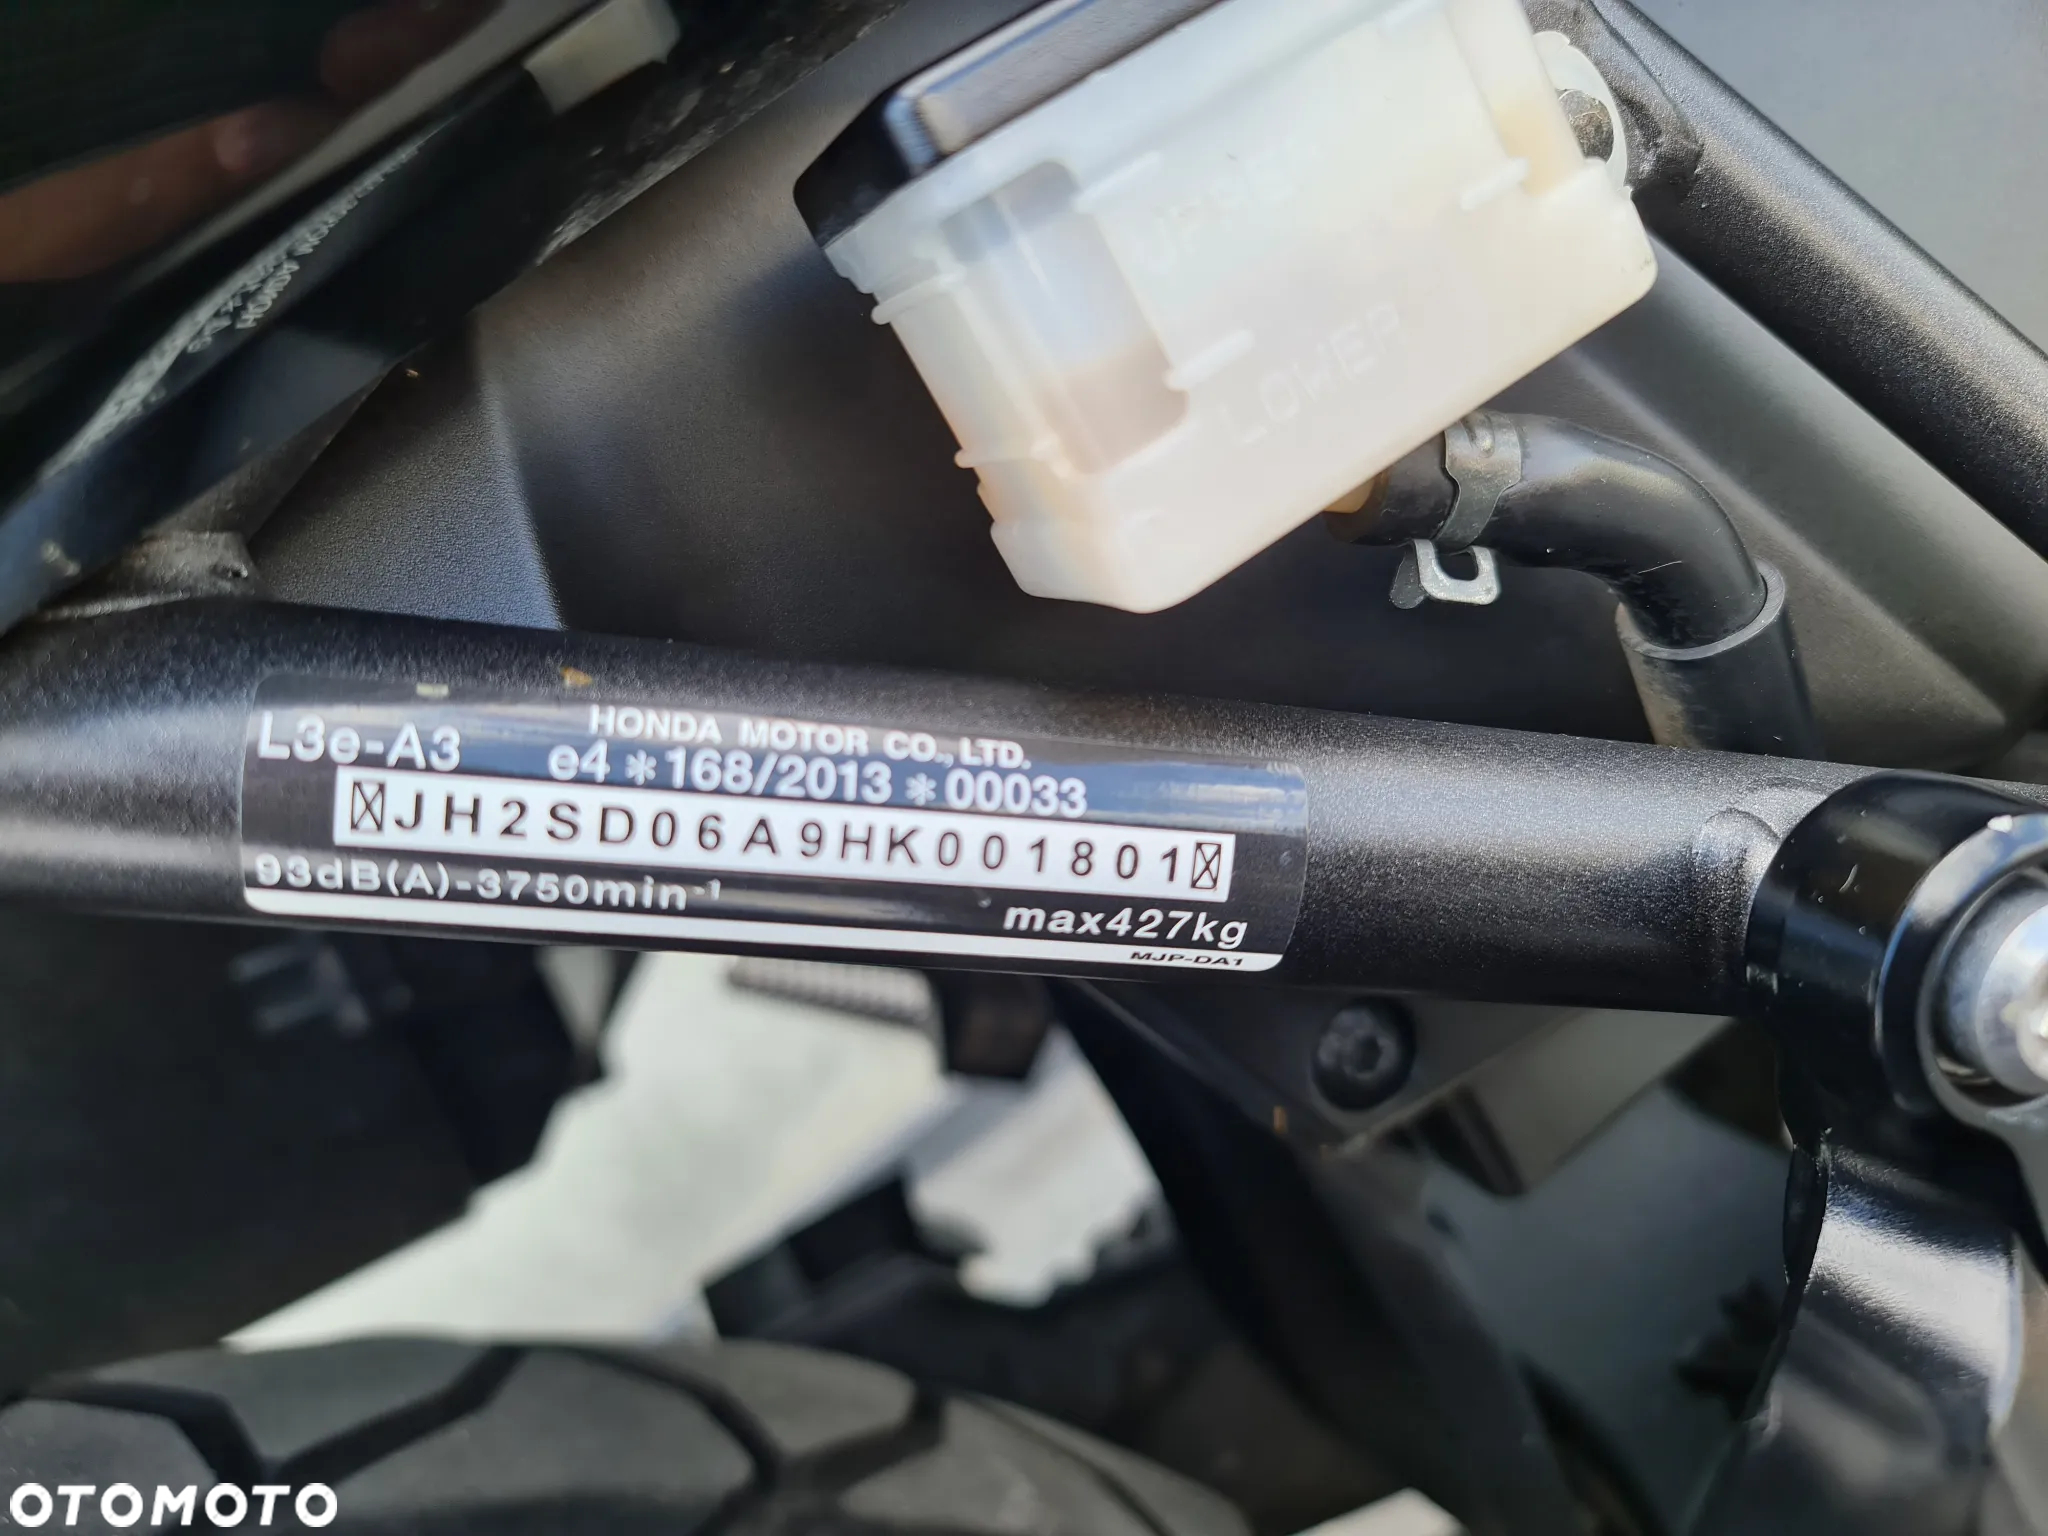 UPPER
LOWER
HONDA MOTOR CO., LTD.
L3e-A3 e4*168/2013*00033
JH2SD06A9HK001801
93dB(A)-3750min-1
max427kg
MJP-DA1
OTOMOTO